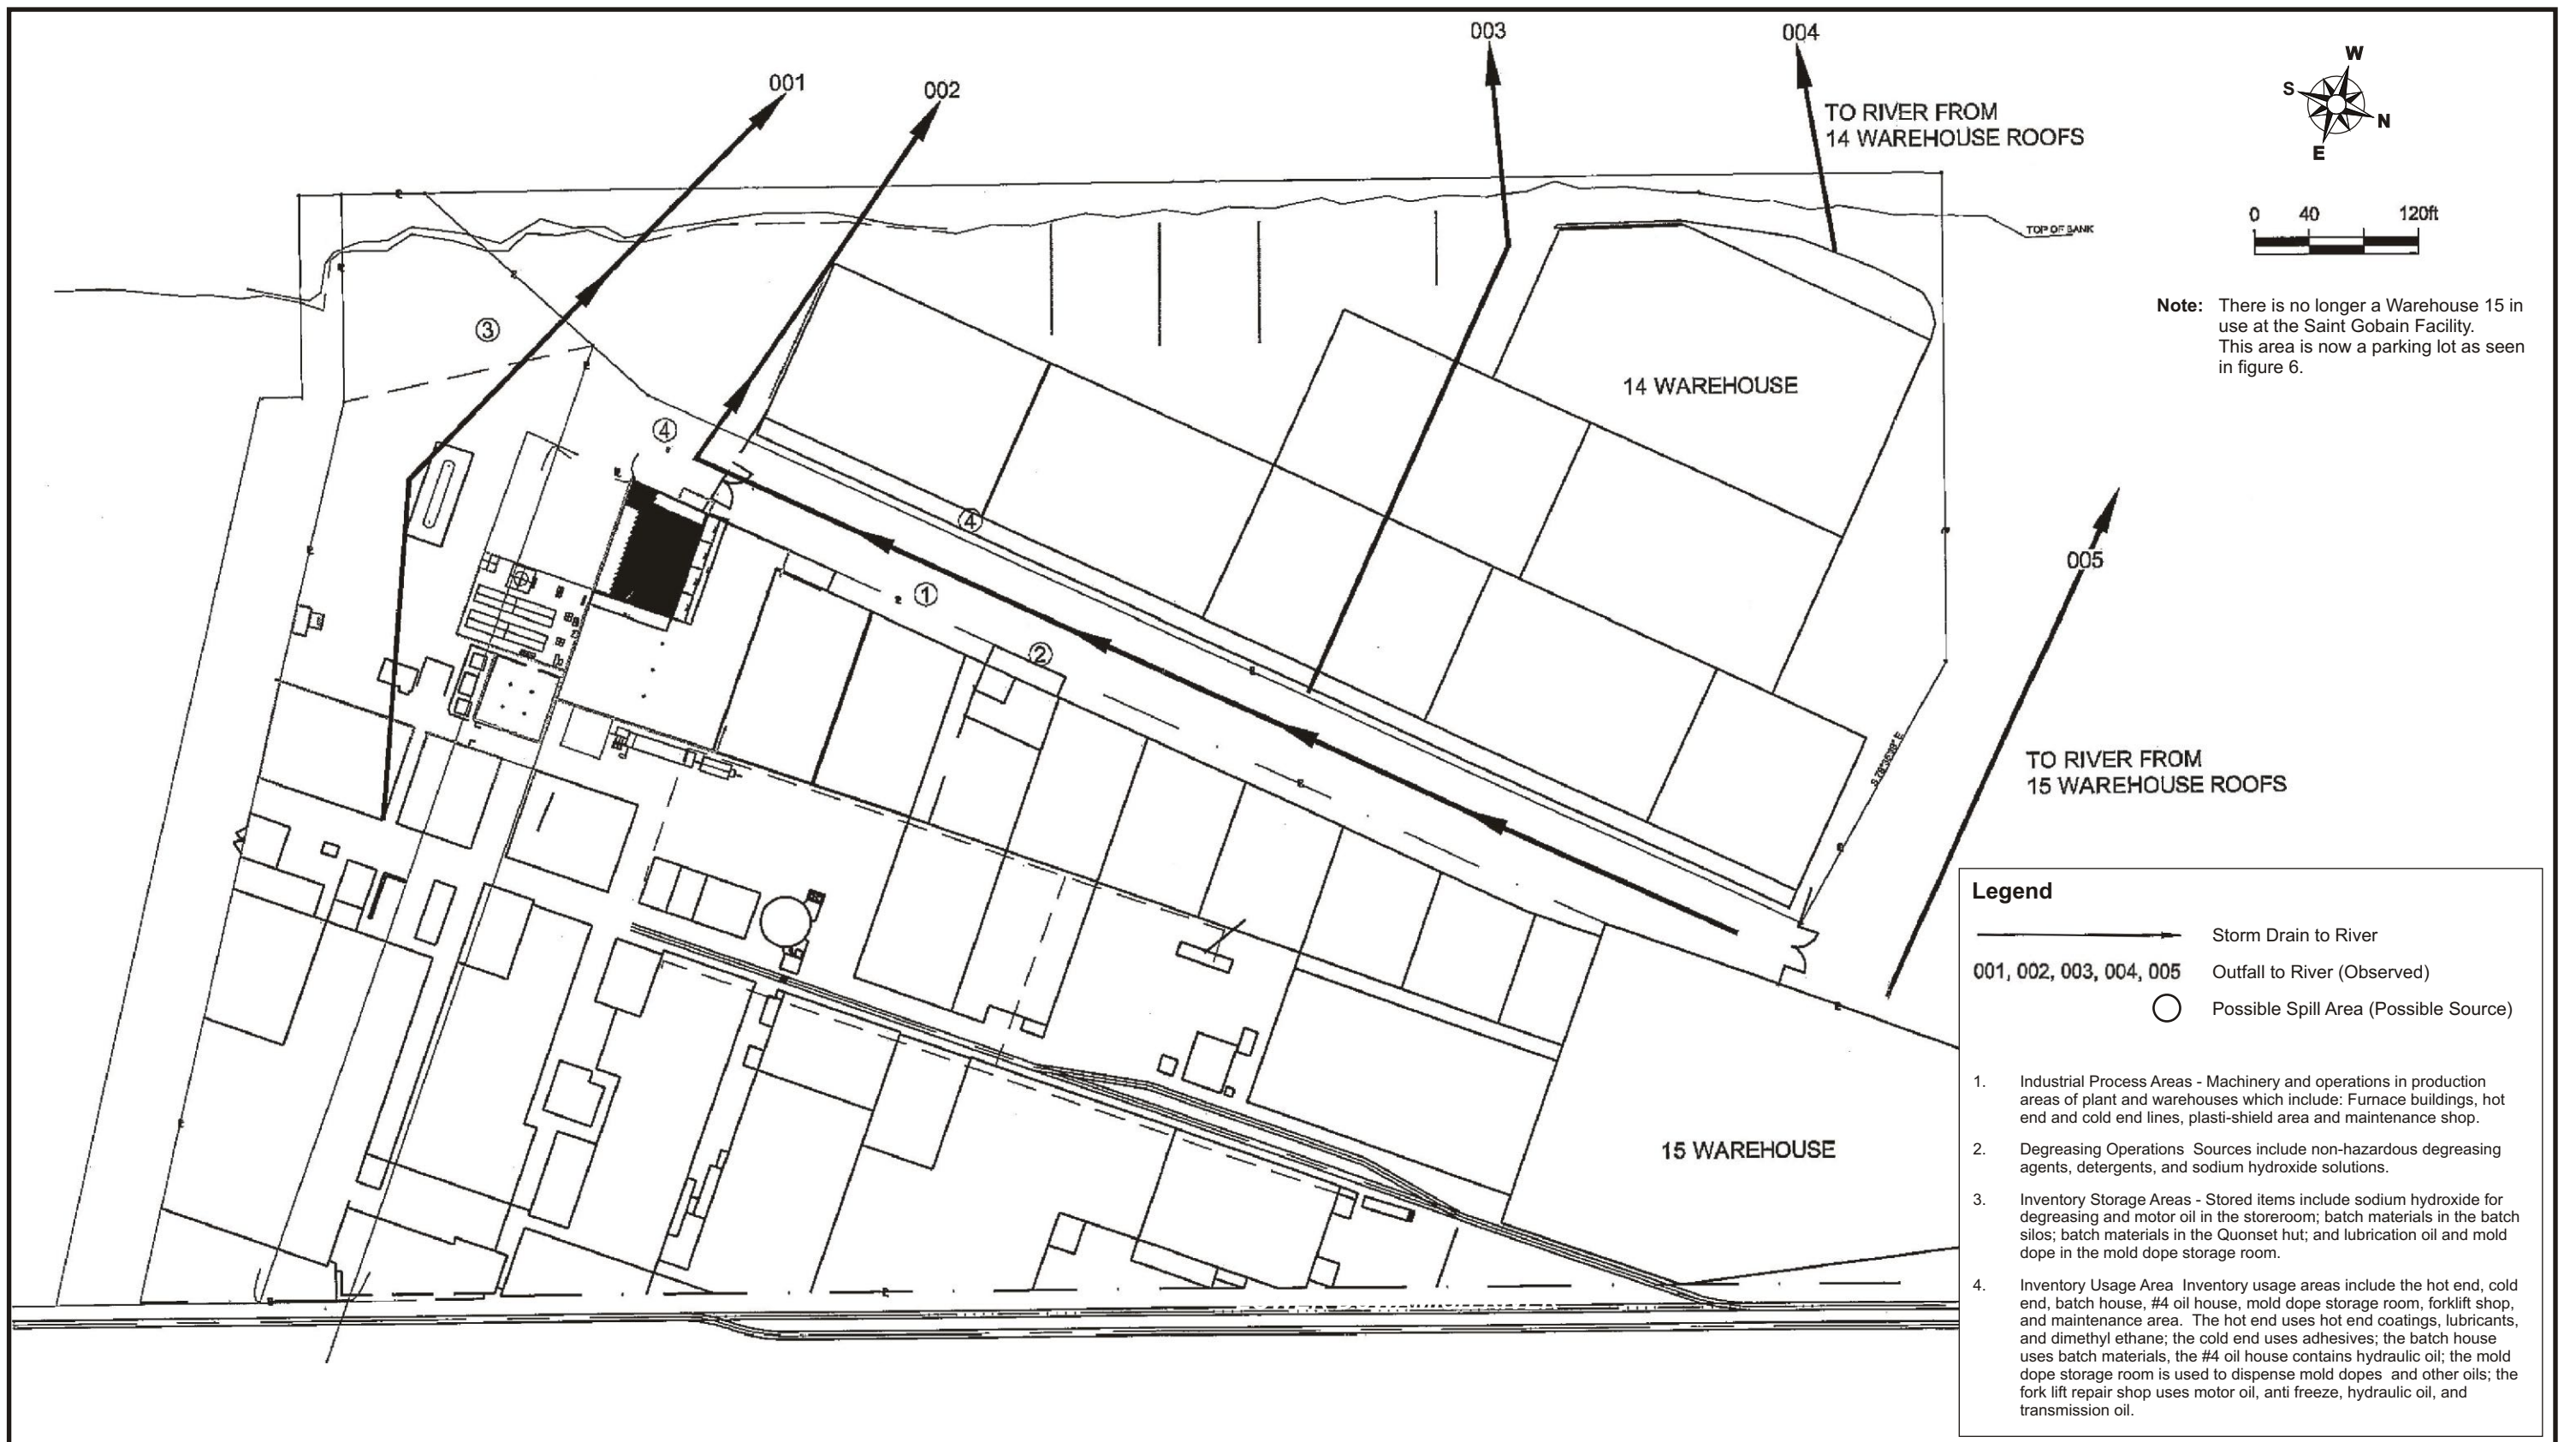 003
004
001
002
TO RIVER FROM
14 WAREHOUSE ROOFS
W
S
N
E
0 40 120ft
TOP OF BANK
Note: There is no longer a Warehouse 15 in
use at the Saint Gobain Facility.
This area is now a parking lot as seen
in figure 6.
3
14 WAREHOUSE
4
4
1
2
005
TO RIVER FROM
15 WAREHOUSE ROOFS
15 WAREHOUSE
Legend
Storm Drain to River
001, 002, 003, 004, 005 Outfall to River (Observed)
Possible Spill Area (Possible Source)
1. Industrial Process Areas - Machinery and operations in production
areas of plant and warehouses which include: Furnace buildings, hot
end and cold end lines, plasti-shield area and maintenance shop.
2. Degreasing Operations Sources include non-hazardous degreasing
agents, detergents, and sodium hydroxide solutions.
3. Inventory Storage Areas - Stored items include sodium hydroxide for
degreasing and motor oil in the storeroom; batch materials in the batch
silos; batch materials in the Quonset hut; and lubrication oil and mold
dope in the mold dope storage room.
4. Inventory Usage Area Inventory usage areas include the hot end, cold
end, batch house, #4 oil house, mold dope storage room, forklift shop,
and maintenance area. The hot end uses hot end coatings, lubricants,
and dimethyl ethane; the cold end uses adhesives; the batch house
uses batch materials, the #4 oil house contains hydraulic oil; the mold
dope storage room is used to dispense mold dopes and other oils; the
fork lift repair shop uses motor oil, anti freeze, hydraulic oil, and
transmission oil.